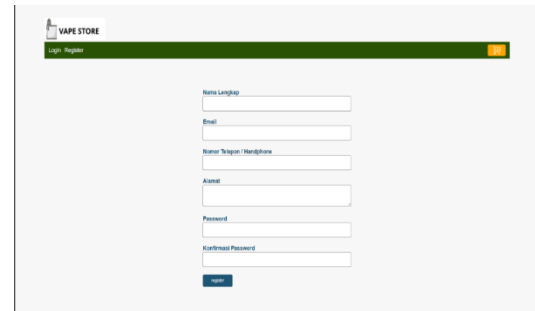 VAPE STORE
Login Register
Nama Lengkap
Email
Nomor Telepon / Handphone
Alamat
Password
Konfirmasi Password
register